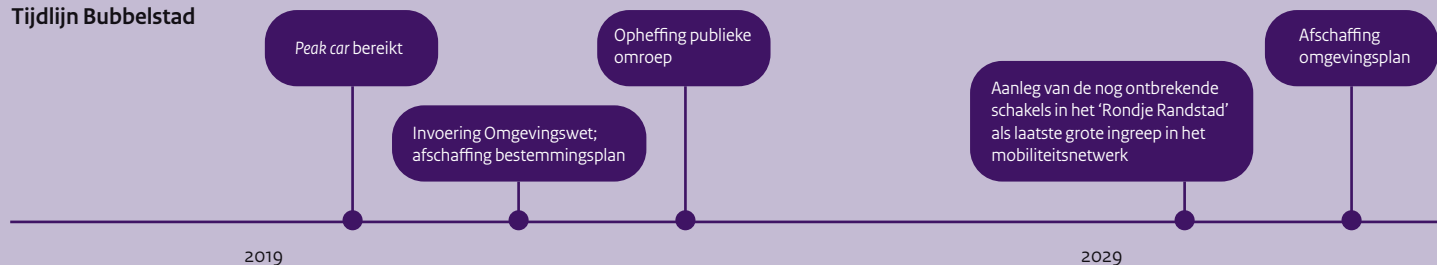 Tijdlijn Bubbelstad
Peak car bereikt
Invoering Omgevingswet;
afschaffing bestemmingsplan
Opheffing publieke
omroep
Aanleg van de nog ontbrekende
schakels in het ‘Rondje Randstad’
als laatste grote ingreep in het
mobiliteitsnetwerk
Afschaffing
omgevingsplan
2019
2029